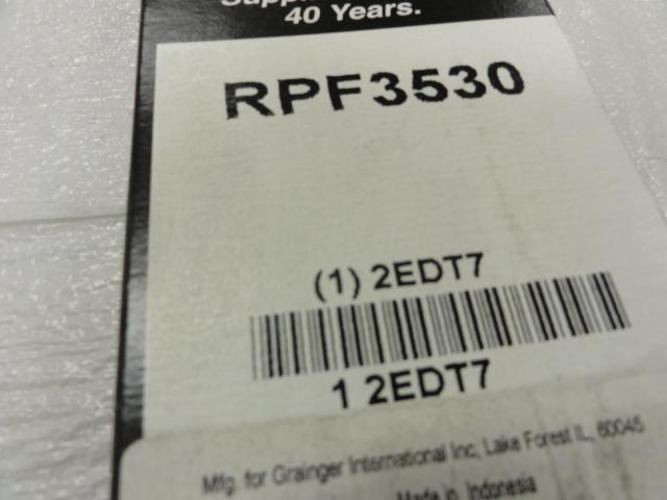 40 Years.
RPF3530
(1) 2EDT7
1 2EDT7
Mfg. for Grainger International Inc, Lake Forest IL, 60045
Made in Indonesia